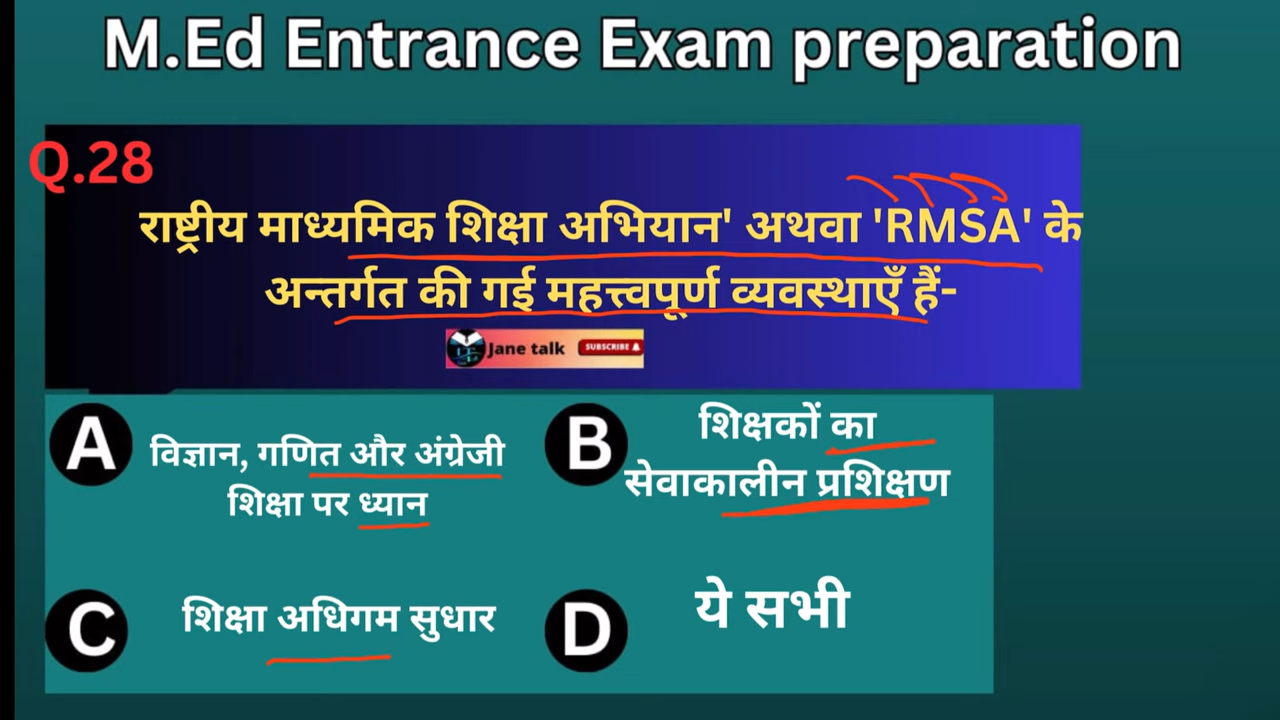 M.Ed Entrance Exam preparation
Q.28
राष्ट्रीय माध्यमिक शिक्षा अभियान' अथवा 'RMSA' के
अन्तर्गत की गई महत्त्वपूर्ण व्यवस्थाएँ हैं-
Jane talk SUBSCRIBE
A
विज्ञान, गणित और अंग्रेजी
शिक्षा पर ध्यान
B
शिक्षकों का
सेवाकालीन प्रशिक्षण
C
शिक्षा अधिगम सुधार
D
ये सभी